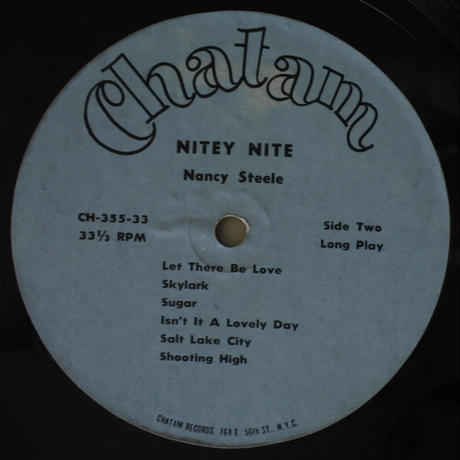 Chatam
NITEY NITE
Nancy Steele
CH-355-33
33⅓ RPM
Side Two
Long Play
Let There Be Love
Skylark
Sugar
Isn't It A Lovely Day
Salt Lake City
Shooting High
CHATAM RECORDS, 164 E. 56th ST., N.Y.C.